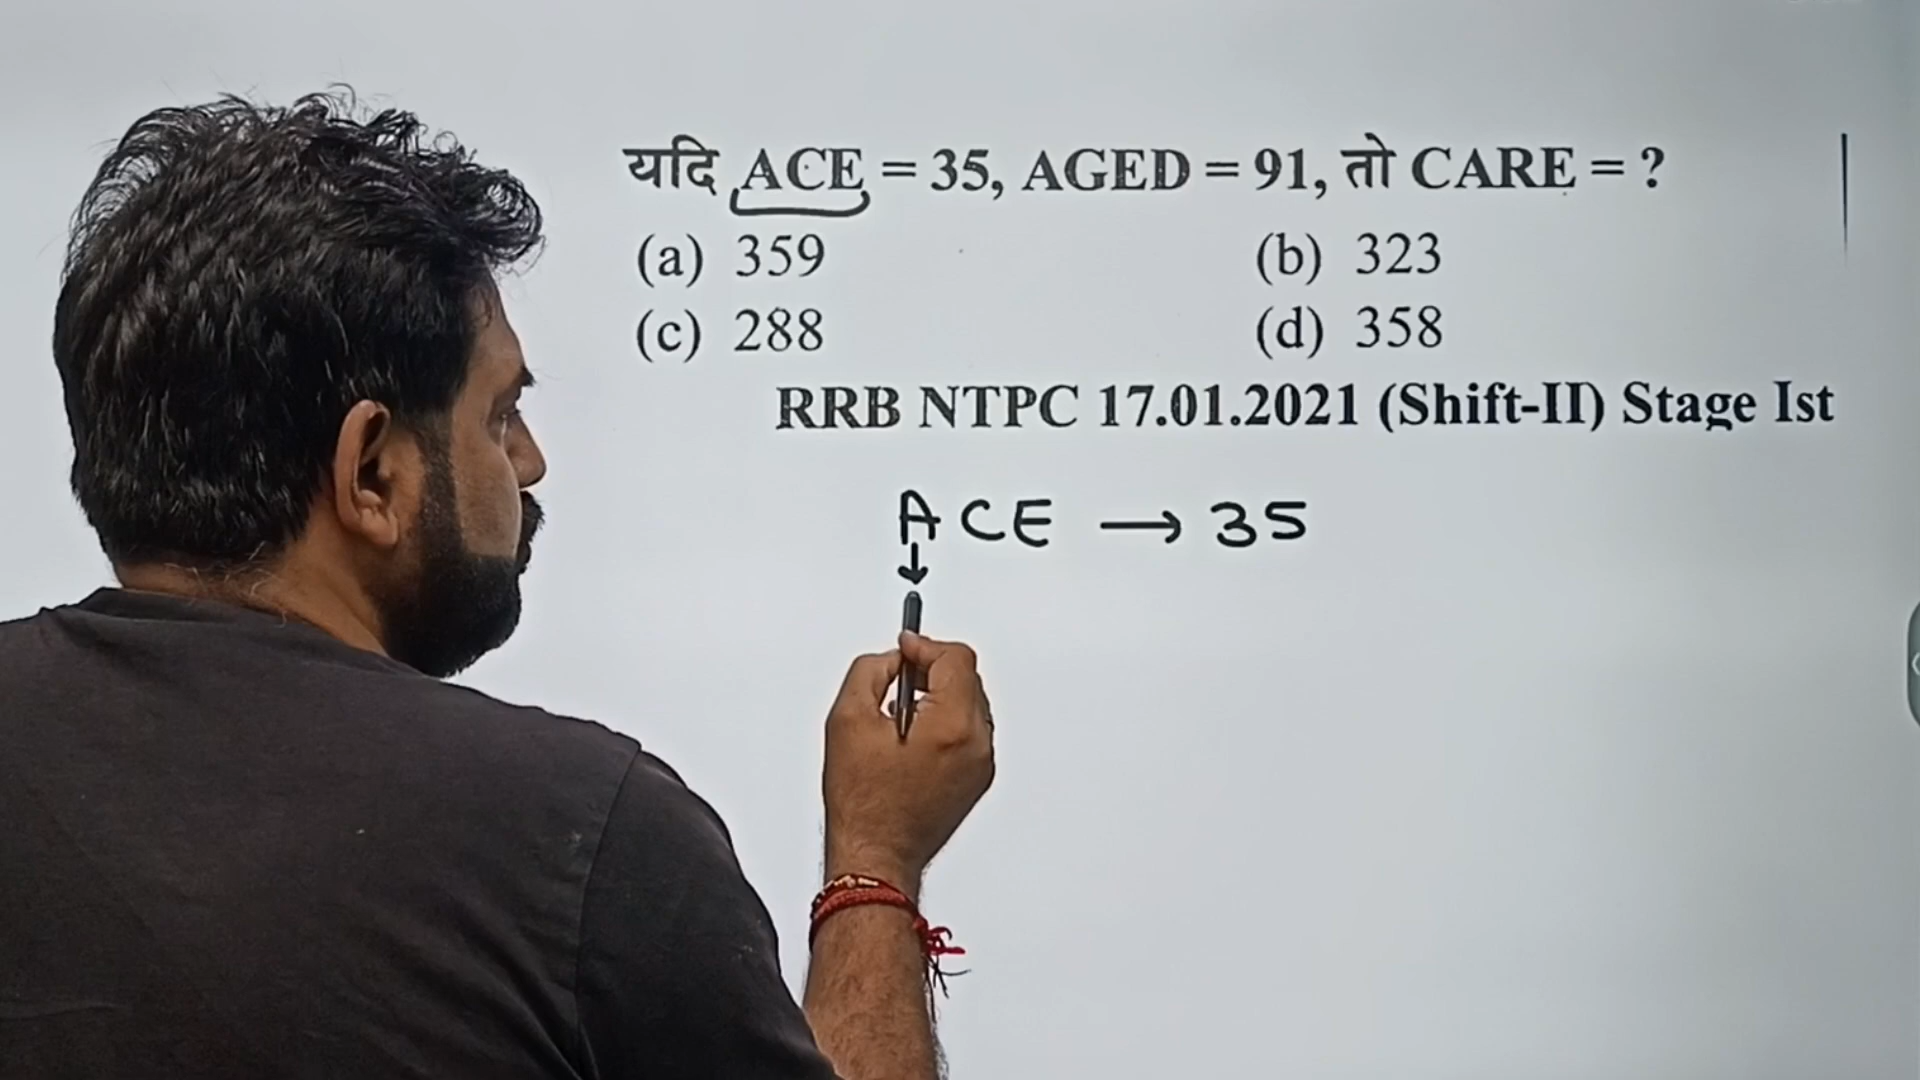 यदि ACE = 35, AGED = 91, तो CARE = ?
(a) 359 (b) 323
(c) 288 (d) 358
RRB NTPC 17.01.2021 (Shift-II) Stage Ist
ACE → 35